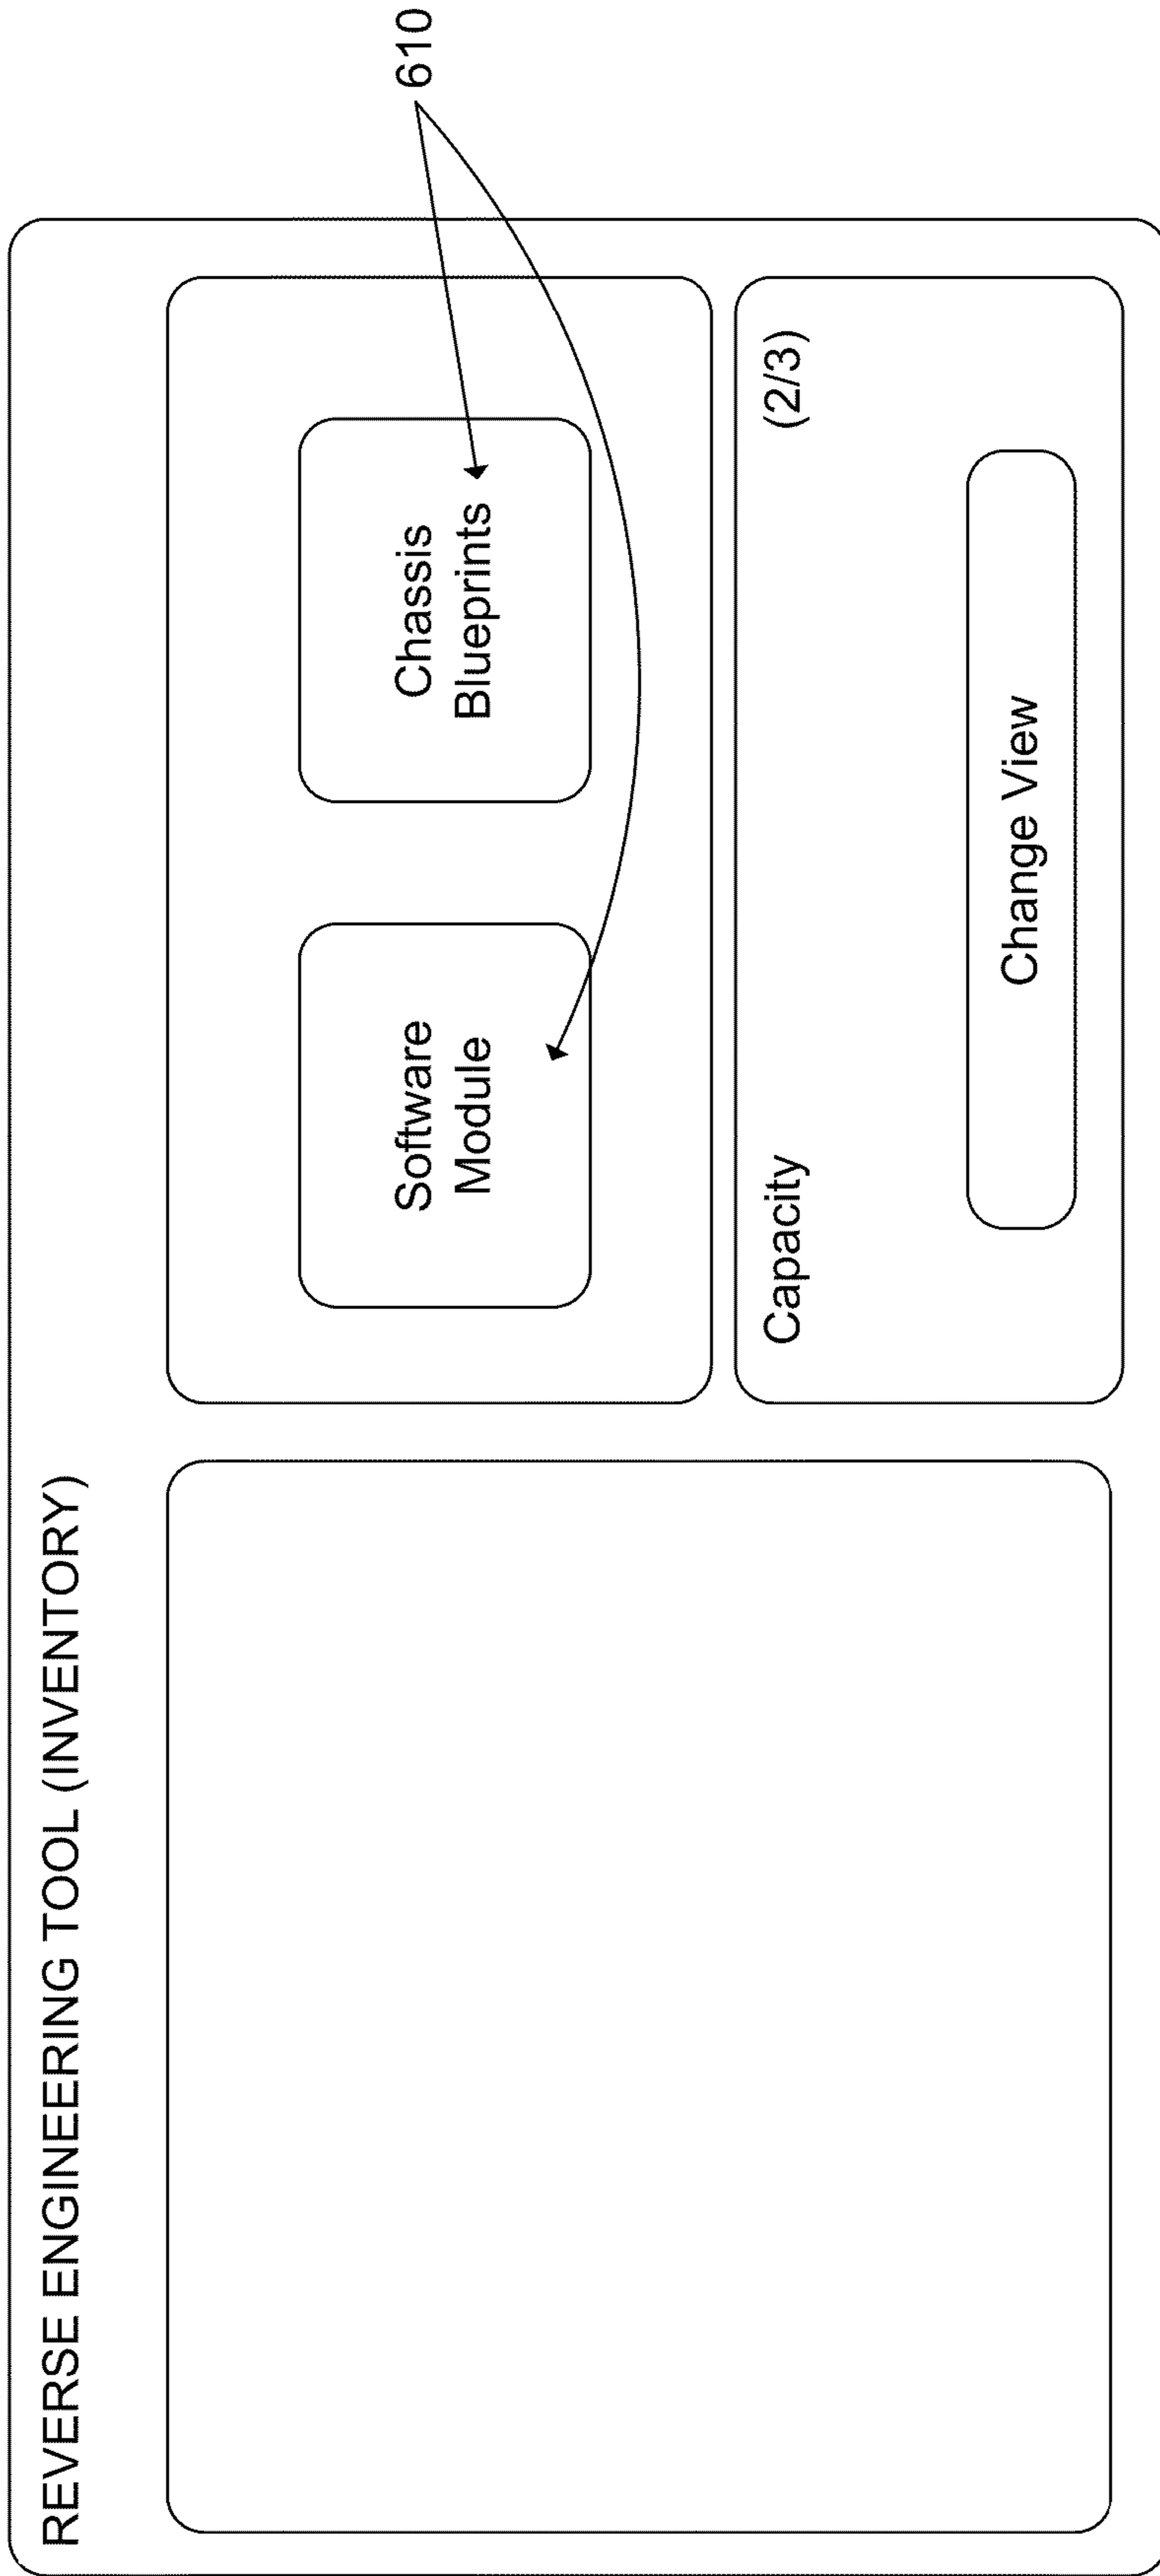 REVERSE ENGINEERING TOOL (INVENTORY)
Software
Module
Chassis
Blueprints
610
Capacity
(2/3)
Change View